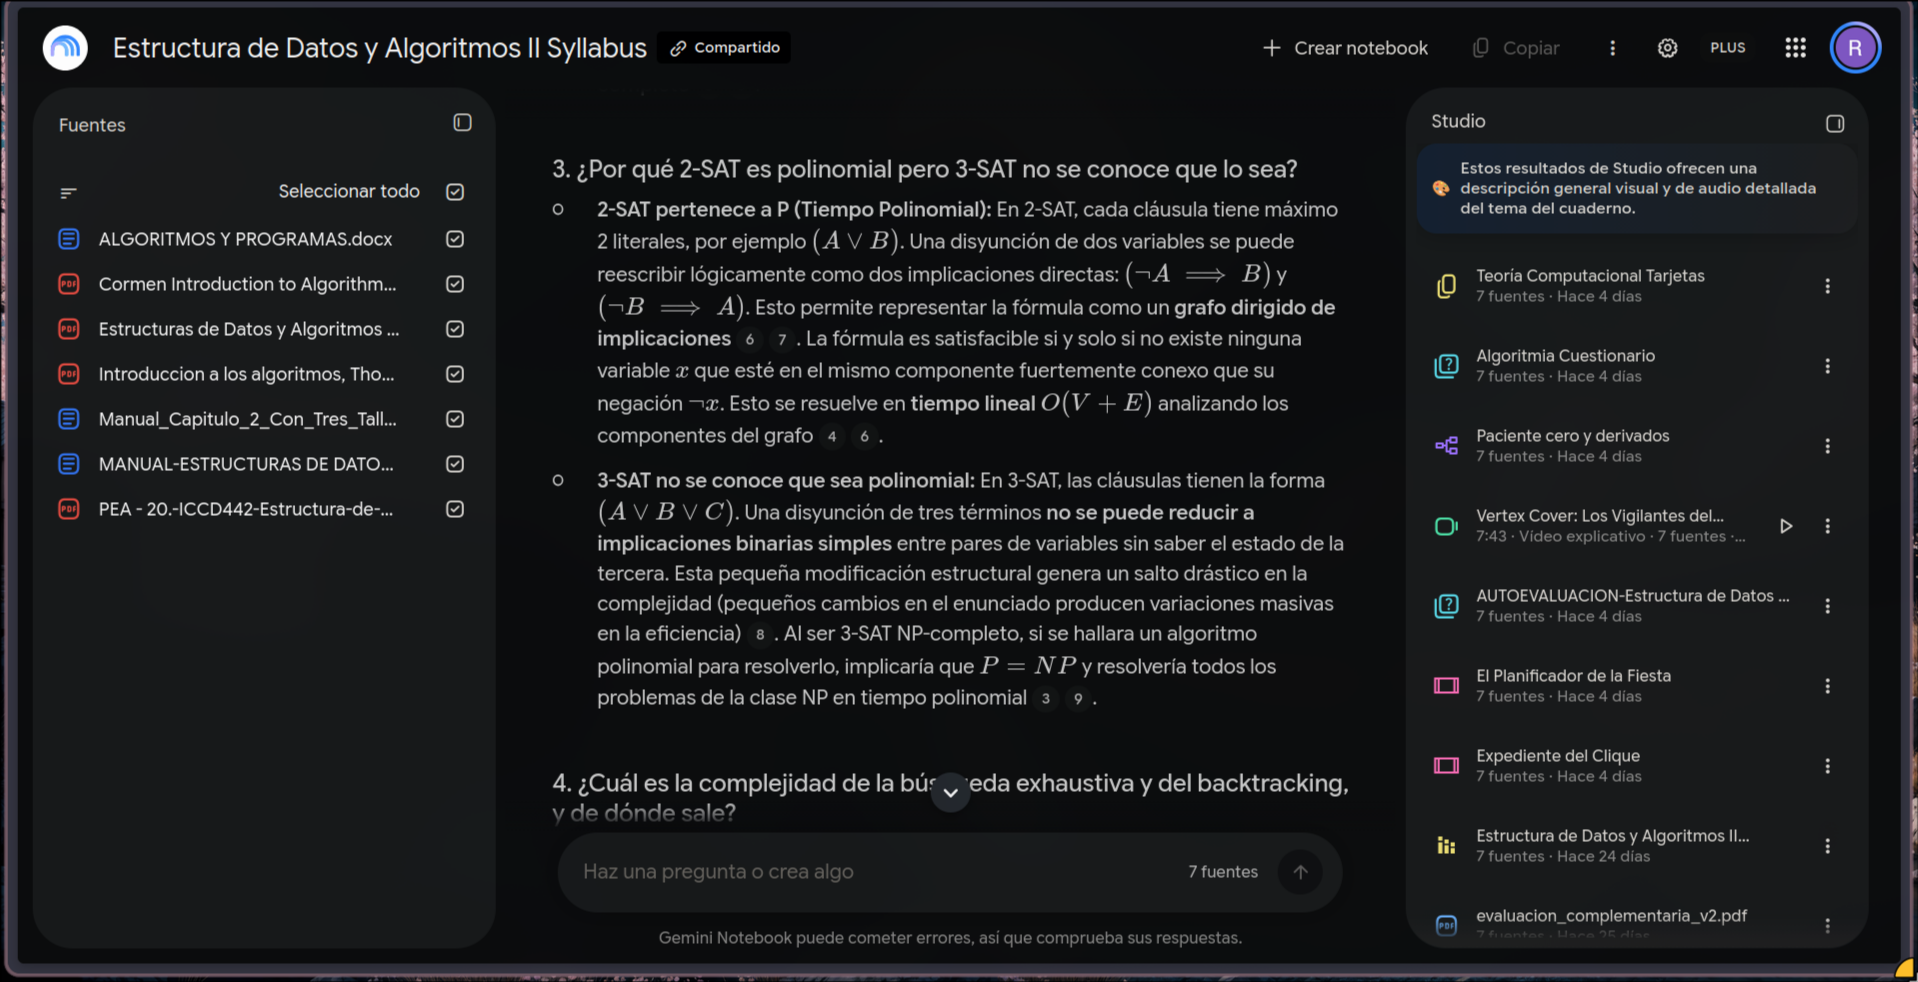 Estructura de Datos y Algoritmos II Syllabus
Compartido
Crear notebook
Copiar
PLUS
R
Fuentes
Seleccionar todo
ALGORITMOS Y PROGRAMAS.docx
Cormen Introduction to Algorithm...
Estructuras de Datos y Algoritmos ...
Introduccion a los algoritmos, Tho...
Manual_Capitulo_2_Con_Tres_Tall...
MANUAL-ESTRUCTURAS DE DATO...
PEA - 20.-ICCD442-Estructura-de-...
3. ¿Por qué 2-SAT es polinomial pero 3-SAT no se conoce que lo sea?
2-SAT pertenece a P (Tiempo Polinomial): En 2-SAT, cada cláusula tiene máximo
2 literales, por ejemplo (A ∨ B). Una disyunción de dos variables se puede
reescribir lógicamente como dos implicaciones directas: (¬A ⟹ B) y
(¬B ⟹ A). Esto permite representar la fórmula como un grafo dirigido de
implicaciones 6 7 . La fórmula es satisfacible si y solo si no existe ninguna
variable x que esté en el mismo componente fuertemente conexo que su
negación ¬x. Esto se resuelve en tiempo lineal O(V + E) analizando los
componentes del grafo 4 6 .
3-SAT no se conoce que sea polinomial: En 3-SAT, las cláusulas tienen la forma
(A ∨ B ∨ C). Una disyunción de tres términos no se puede reducir a
implicaciones binarias simples entre pares de variables sin saber el estado de la
tercera. Esta pequeña modificación estructural genera un salto drástico en la
complejidad (pequeños cambios en el enunciado producen variaciones masivas
en la eficiencia) 8 . Al ser 3-SAT NP-completo, si se hallara un algoritmo
polinomial para resolverlo, implicaría que P = NP y resolvería todos los
problemas de la clase NP en tiempo polinomial 3 9 .
4. ¿Cuál es la complejidad de la búsqueda exhaustiva y del backtracking,
y de dónde sale?
Haz una pregunta o crea algo
7 fuentes
Gemini Notebook puede cometer errores, así que comprueba sus respuestas.
Studio
Estos resultados de Studio ofrecen una
descripción general visual y de audio detallada
del tema del cuaderno.
Teoría Computacional Tarjetas
7 fuentes · Hace 4 días
Algoritmia Cuestionario
7 fuentes · Hace 4 días
Paciente cero y derivados
7 fuentes · Hace 4 días
Vertex Cover: Los Vigilantes del...
7:43 · Vídeo explicativo · 7 fuentes ·...
AUTOEVALUACION-Estructura de Datos ...
7 fuentes · Hace 4 días
El Planificador de la Fiesta
7 fuentes · Hace 4 días
Expediente del Clique
7 fuentes · Hace 4 días
Estructura de Datos y Algoritmos II...
7 fuentes · Hace 24 días
evaluacion_complementaria_v2.pdf
7 fuentes · Hace 25 días